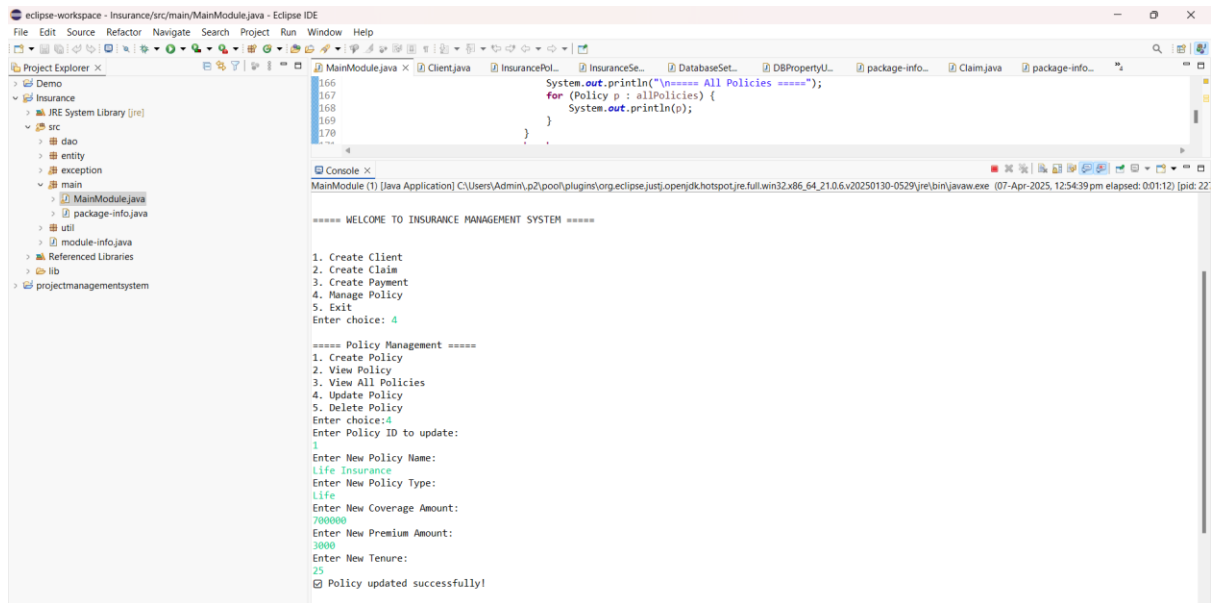 eclipse-workspace - Insurance/src/main/MainModule.java - Eclipse IDE
File Edit Source Refactor Navigate Search Project Run Window Help
Project Explorer
MainModule.java Client.java InsurancePol... InsuranceSe... DatabaseSet... DBPropertyU... package-info... Claim.java package-info...
Demo
Insurance
JRE System Library [jre]
src
dao
entity
exception
main
MainModule.java
package-info.java
util
module-info.java
Referenced Libraries
lib
projectmanagementsystem
166 System.out.println("\n===== All Policies =====");
167 for (Policy p : allPolicies) {
168 System.out.println(p);
169 }
170 }
Console
MainModule (1) [Java Application] C:\Users\Admin\.p2\pool\plugins\org.eclipse.justj.openjdk.hotspot.jre.full.win32.x86_64_21.0.6.v20250130-0529\jre\bin\javaw.exe (07-Apr-2025, 12:54:39 pm elapsed: 0:01:12) [pid: 22
===== WELCOME TO INSURANCE MANAGEMENT SYSTEM =====
1. Create Client
2. Create Claim
3. Create Payment
4. Manage Policy
5. Exit
Enter choice: 4
===== Policy Management =====
1. Create Policy
2. View Policy
3. View All Policies
4. Update Policy
5. Delete Policy
Enter choice:4
Enter Policy ID to update:
1
Enter New Policy Name:
Life Insurance
Enter New Policy Type:
Life
Enter New Coverage Amount:
700000
Enter New Premium Amount:
3000
Enter New Tenure:
25
☑ Policy updated successfully!